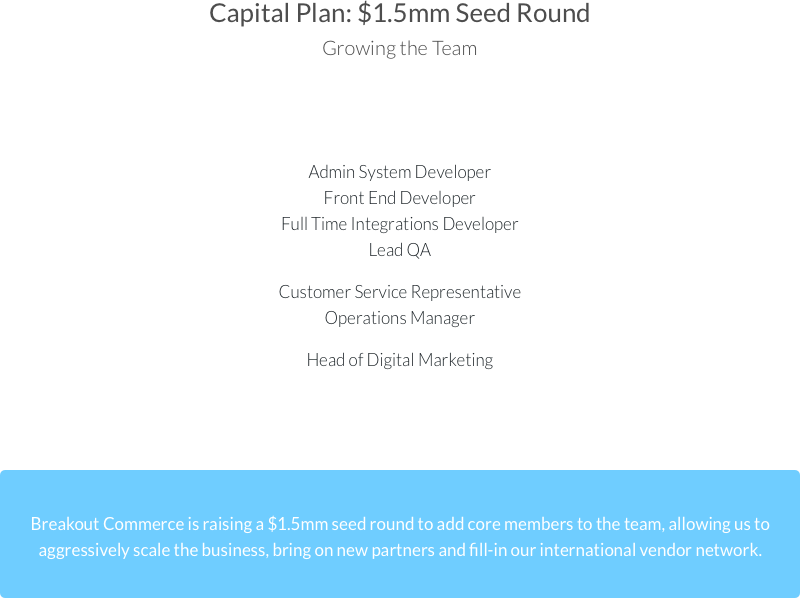 Capital Plan: $1.5mm Seed Round
Growing the Team
Admin System Developer
Front End Developer
Full Time Integrations Developer
Lead QA
Customer Service Representative
Operations Manager
Head of Digital Marketing
Breakout Commerce is raising a $1.5mm seed round to add core members to the team, allowing us to
aggressively scale the business, bring on new partners and fill-in our international vendor network.